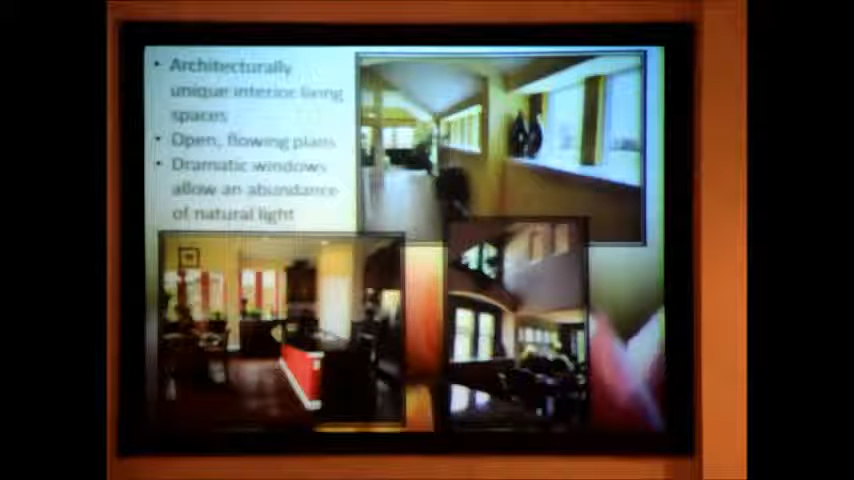 • Architecturally
unique interior living
spaces
• Open, flowing plans
• Dramatic windows
allow an abundance
of natural light